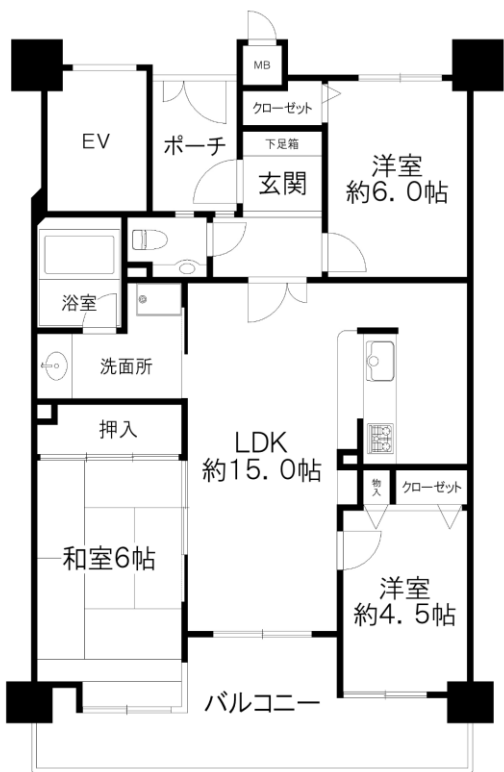 MB
クローゼット
EV
ポーチ
下足箱
玄関
洋室
約6.0帖
浴室
洗面所
押入
LDK
約15.0帖
物入
クローゼット
和室6帖
洋室
約4.5帖
バルコニー